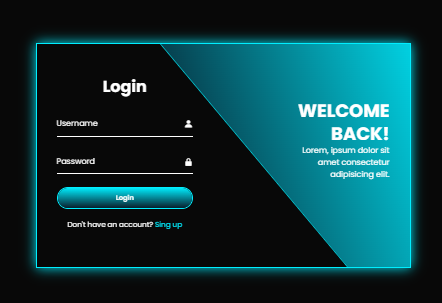 Login
Username
Password
Login
Don't have an account? Sing up
WELCOME
BACK!
Lorem, ipsum dolor sit
amet consectetur
adipisicing elit.